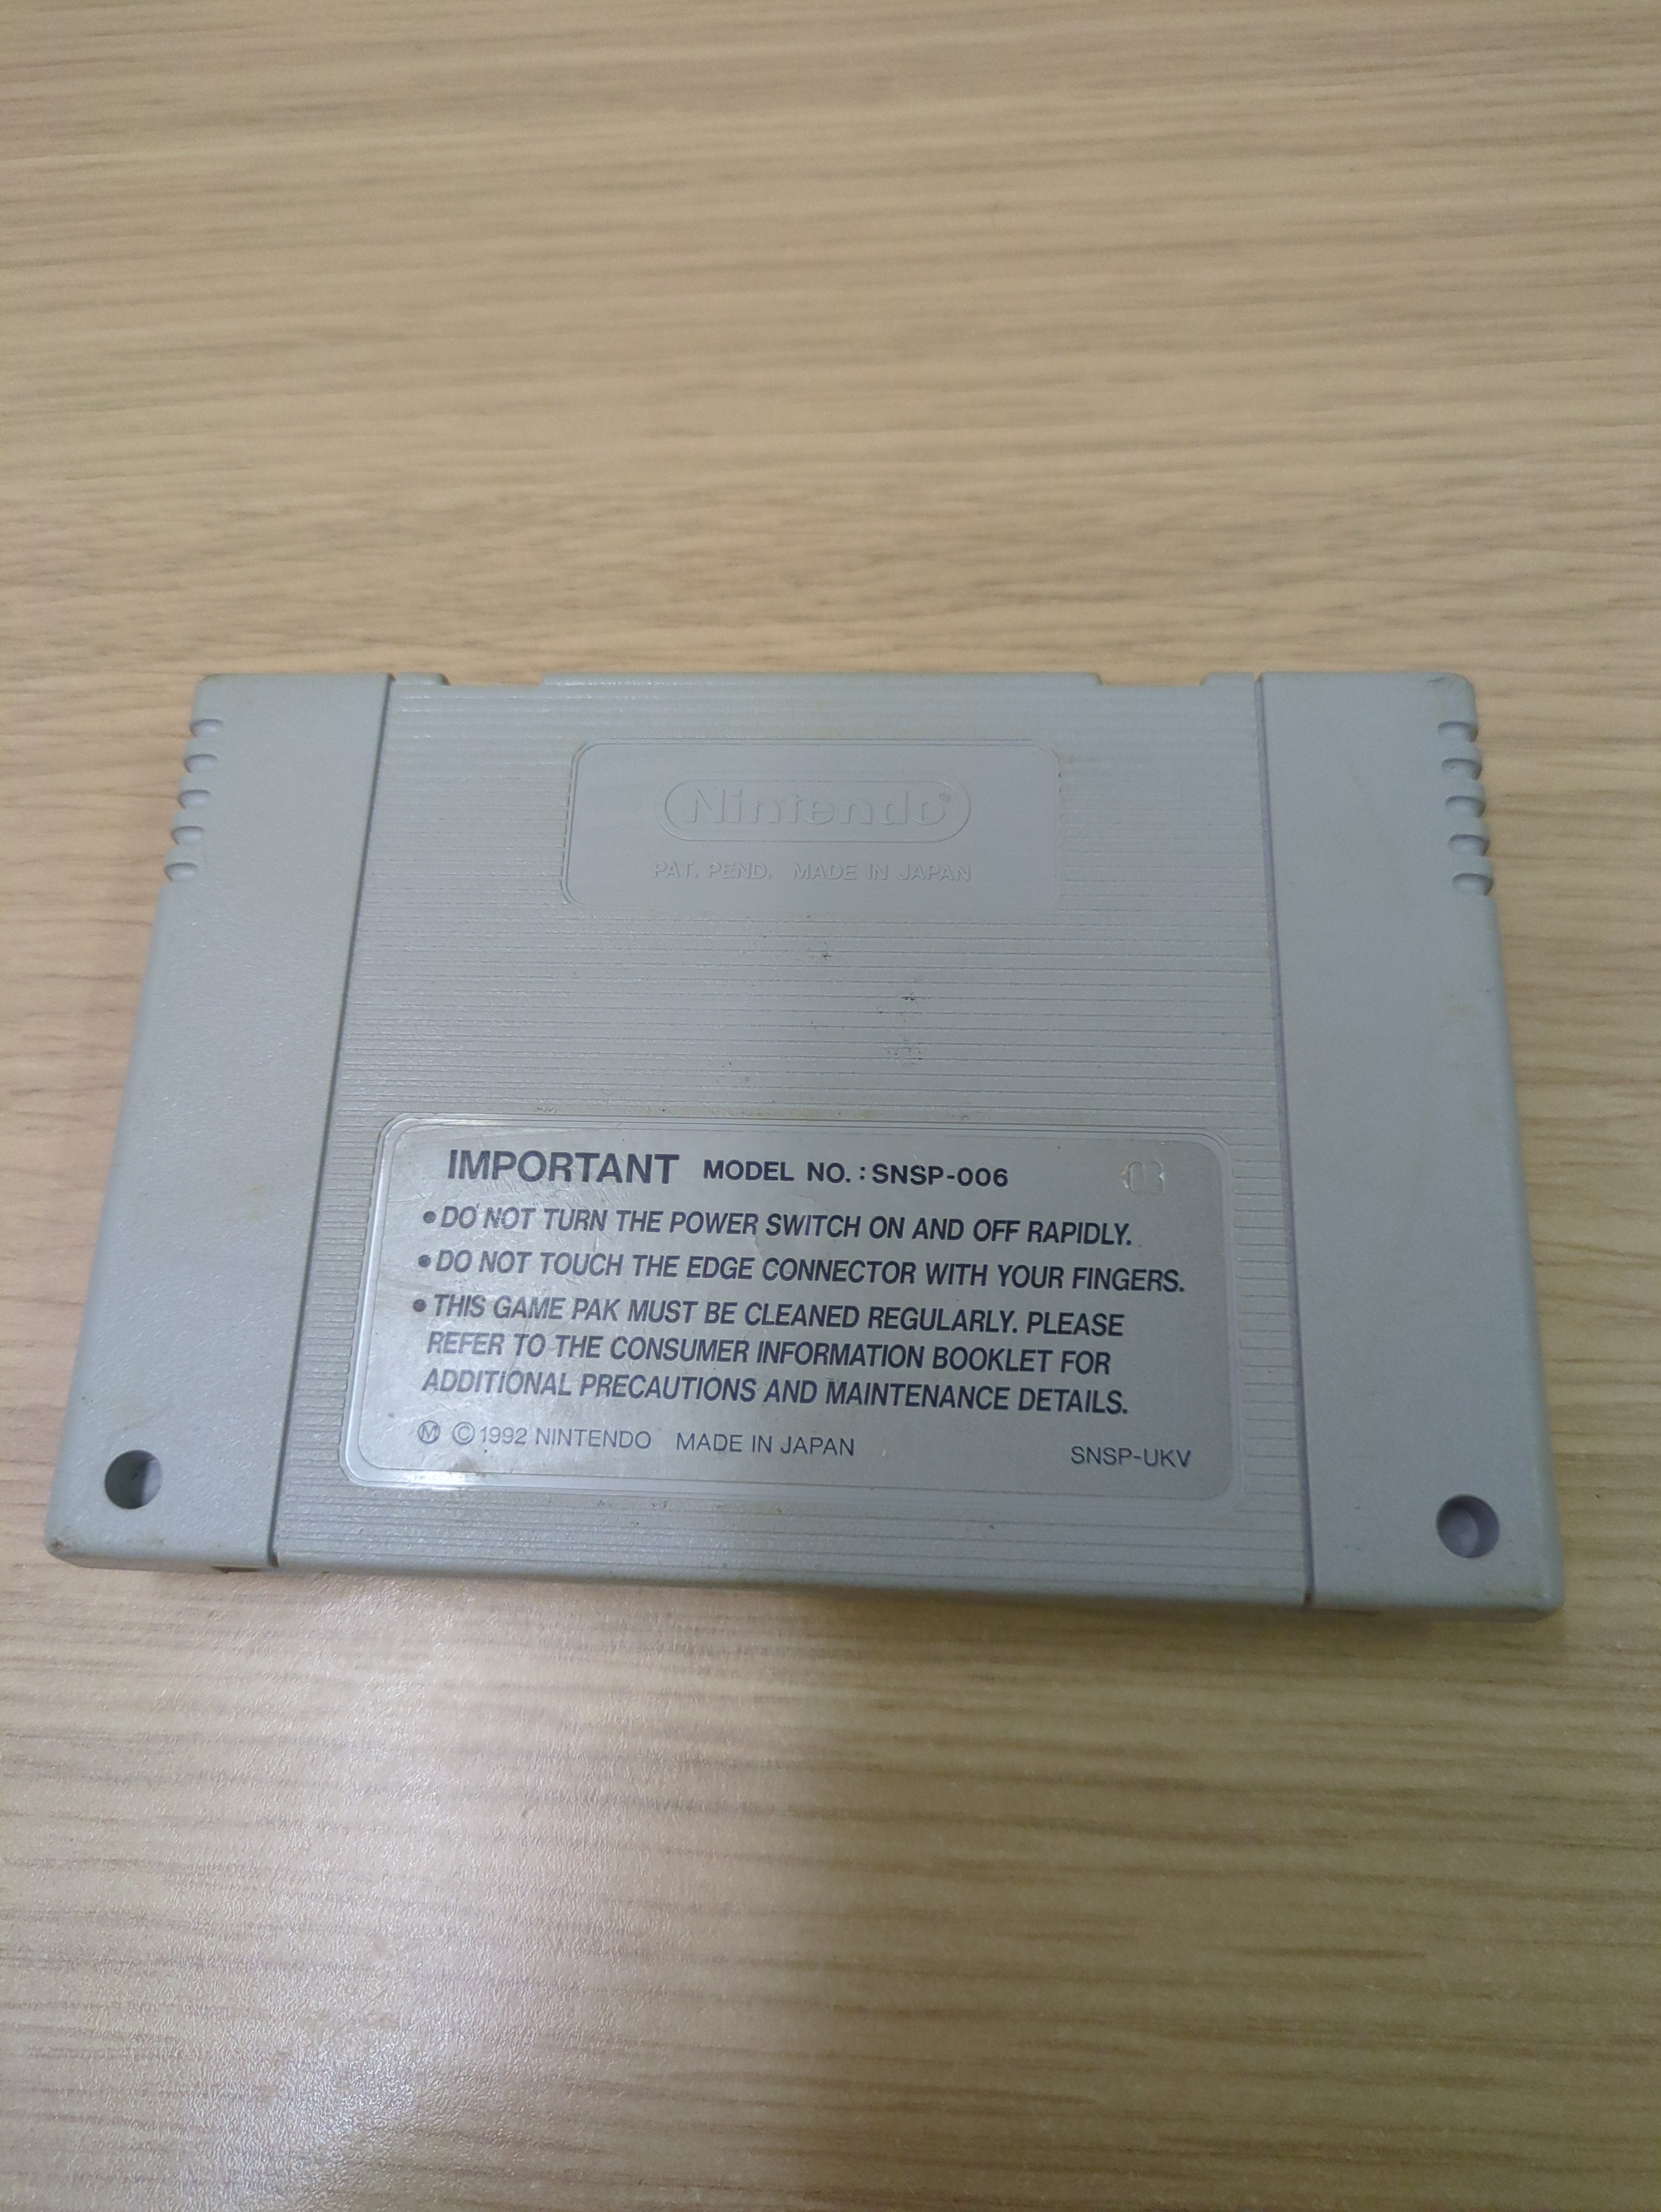 Nintendo®
PAT. PEND. MADE IN JAPAN
IMPORTANT MODEL NO.: SNSP-006
•DO NOT TURN THE POWER SWITCH ON AND OFF RAPIDLY.
•DO NOT TOUCH THE EDGE CONNECTOR WITH YOUR FINGERS.
•THIS GAME PAK MUST BE CLEANED REGULARLY. PLEASE
REFER TO THE CONSUMER INFORMATION BOOKLET FOR
ADDITIONAL PRECAUTIONS AND MAINTENANCE DETAILS.
Ⓜ ©1992 NINTENDO MADE IN JAPAN SNSP-UKV